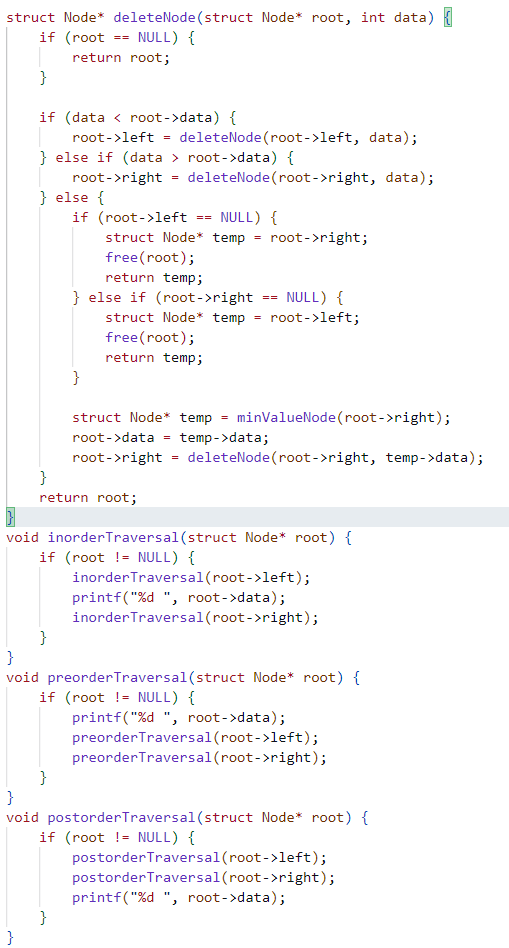 struct Node* deleteNode(struct Node* root, int data) {
    if (root == NULL) {
        return root;
    }

    if (data < root->data) {
        root->left = deleteNode(root->left, data);
    } else if (data > root->data) {
        root->right = deleteNode(root->right, data);
    } else {
        if (root->left == NULL) {
            struct Node* temp = root->right;
            free(root);
            return temp;
        } else if (root->right == NULL) {
            struct Node* temp = root->left;
            free(root);
            return temp;
        }

        struct Node* temp = minValueNode(root->right);
        root->data = temp->data;
        root->right = deleteNode(root->right, temp->data);
    }
    return root;
}
void inorderTraversal(struct Node* root) {
    if (root != NULL) {
        inorderTraversal(root->left);
        printf("%d ", root->data);
        inorderTraversal(root->right);
    }
}
void preorderTraversal(struct Node* root) {
    if (root != NULL) {
        printf("%d ", root->data);
        preorderTraversal(root->left);
        preorderTraversal(root->right);
    }
}
void postorderTraversal(struct Node* root) {
    if (root != NULL) {
        postorderTraversal(root->left);
        postorderTraversal(root->right);
        printf("%d ", root->data);
    }
}